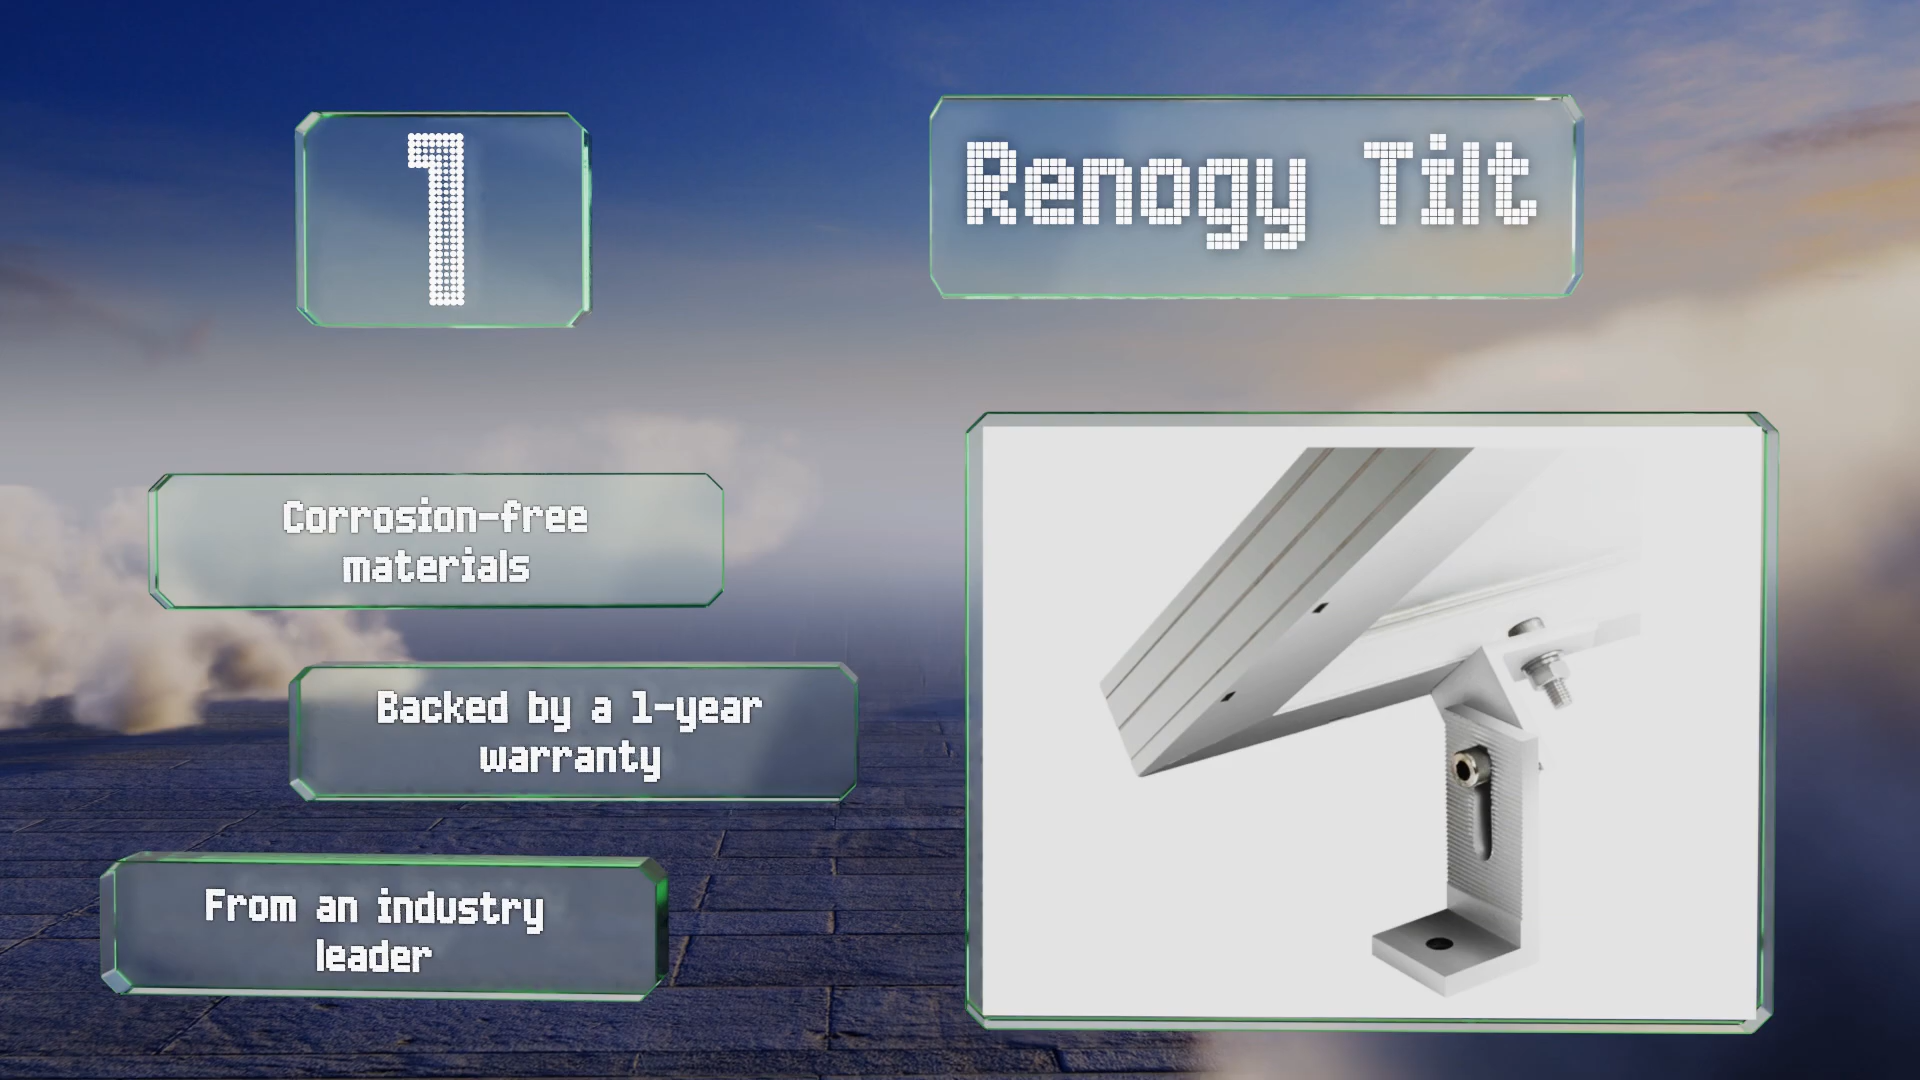 1
Renogy Tilt
Corrosion-free
materials
Backed by a 1-year
warranty
From an industry
leader